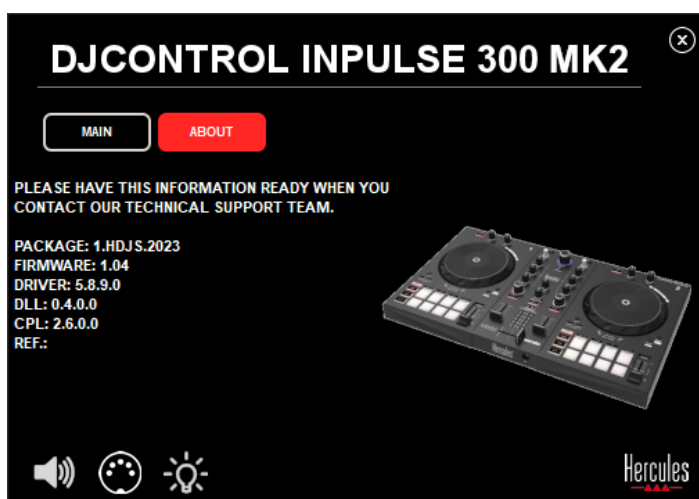 DJCONTROL INPULSE 300 MK2
MAIN
ABOUT
PLEASE HAVE THIS INFORMATION READY WHEN YOU
CONTACT OUR TECHNICAL SUPPORT TEAM.
PACKAGE: 1.HDJS.2023
FIRMWARE: 1.04
DRIVER: 5.8.9.0
DLL: 0.4.0.0
CPL: 2.6.0.0
REF.:
Hercules
Hercules